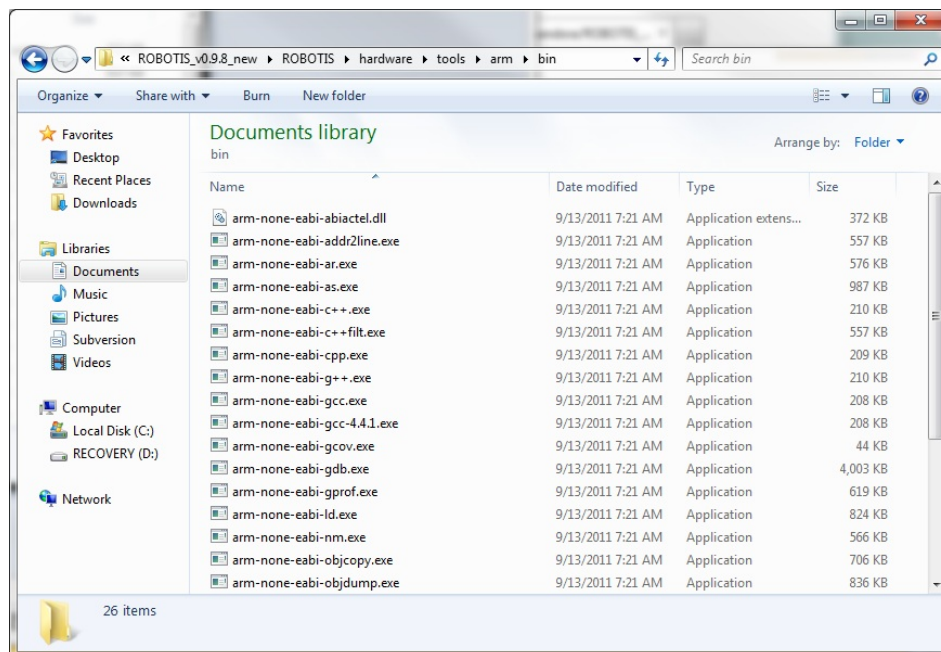 « ROBOTIS_v0.9.8_new ROBOTIS hardware tools arm bin Search bin
Organize Share with Burn New folder
Favorites
Desktop
Recent Places
Downloads
Libraries
Documents
Music
Pictures
Subversion
Videos
Computer
Local Disk (C:)
RECOVERY (D:)
Network
Documents library
bin
Arrange by: Folder
Name Date modified Type Size
arm-none-eabi-abiactel.dll 9/13/2011 7:21 AM Application extens... 372 KB
arm-none-eabi-addr2line.exe 9/13/2011 7:21 AM Application 557 KB
arm-none-eabi-ar.exe 9/13/2011 7:21 AM Application 576 KB
arm-none-eabi-as.exe 9/13/2011 7:21 AM Application 987 KB
arm-none-eabi-c++.exe 9/13/2011 7:21 AM Application 210 KB
arm-none-eabi-c++filt.exe 9/13/2011 7:21 AM Application 557 KB
arm-none-eabi-cpp.exe 9/13/2011 7:21 AM Application 209 KB
arm-none-eabi-g++.exe 9/13/2011 7:21 AM Application 210 KB
arm-none-eabi-gcc.exe 9/13/2011 7:21 AM Application 208 KB
arm-none-eabi-gcc-4.4.1.exe 9/13/2011 7:21 AM Application 208 KB
arm-none-eabi-gcov.exe 9/13/2011 7:21 AM Application 44 KB
arm-none-eabi-gdb.exe 9/13/2011 7:21 AM Application 4,003 KB
arm-none-eabi-gprof.exe 9/13/2011 7:21 AM Application 619 KB
arm-none-eabi-ld.exe 9/13/2011 7:21 AM Application 824 KB
arm-none-eabi-nm.exe 9/13/2011 7:21 AM Application 566 KB
arm-none-eabi-objcopy.exe 9/13/2011 7:21 AM Application 706 KB
arm-none-eabi-objdump.exe 9/13/2011 7:21 AM Application 836 KB
26 items